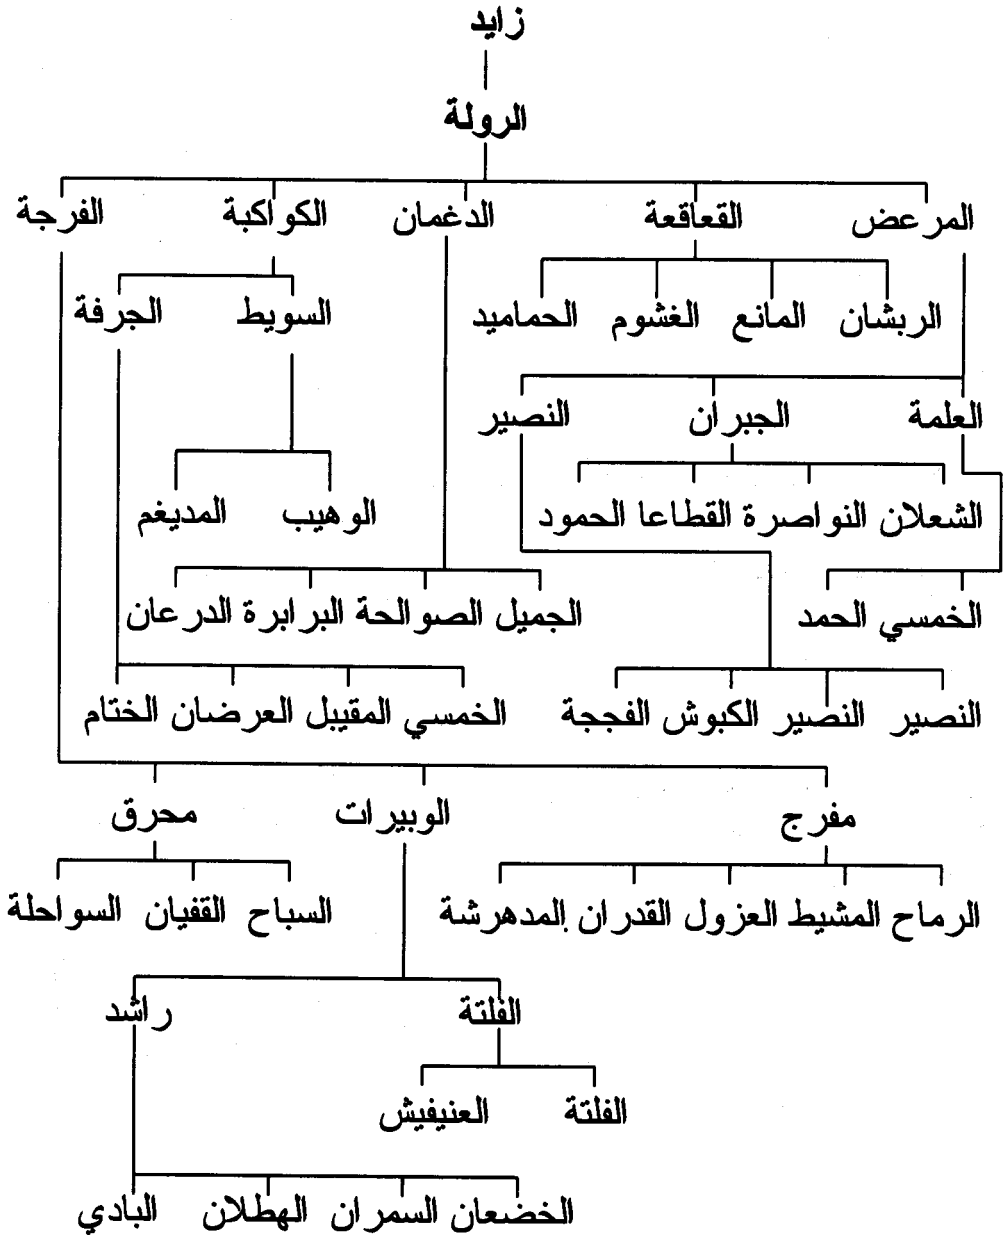 زايد
الرولة
المرعض القعاقعة الدغمان الكواكبة الفرجة
الربشان المانع الغشوم الحماميد السويط الجرفة
العلمة الجبران النصير
الشعلان النواصرة القطاعا الحمود الوهيب المديغم
الخمسي الحمد الجميل الصوالحة البرابرة الدرعان
النصير النصير الكبوش الفججة الخمسي المقيبل العرضان الختام
مفرج الوبيرات محرق
الرماح المشيط العزول القدران المدهرشة السباح القفيان السواحلة
الفلتة راشد
الفلتة العنيفيش
الخضعان السمران الهطلان البادي